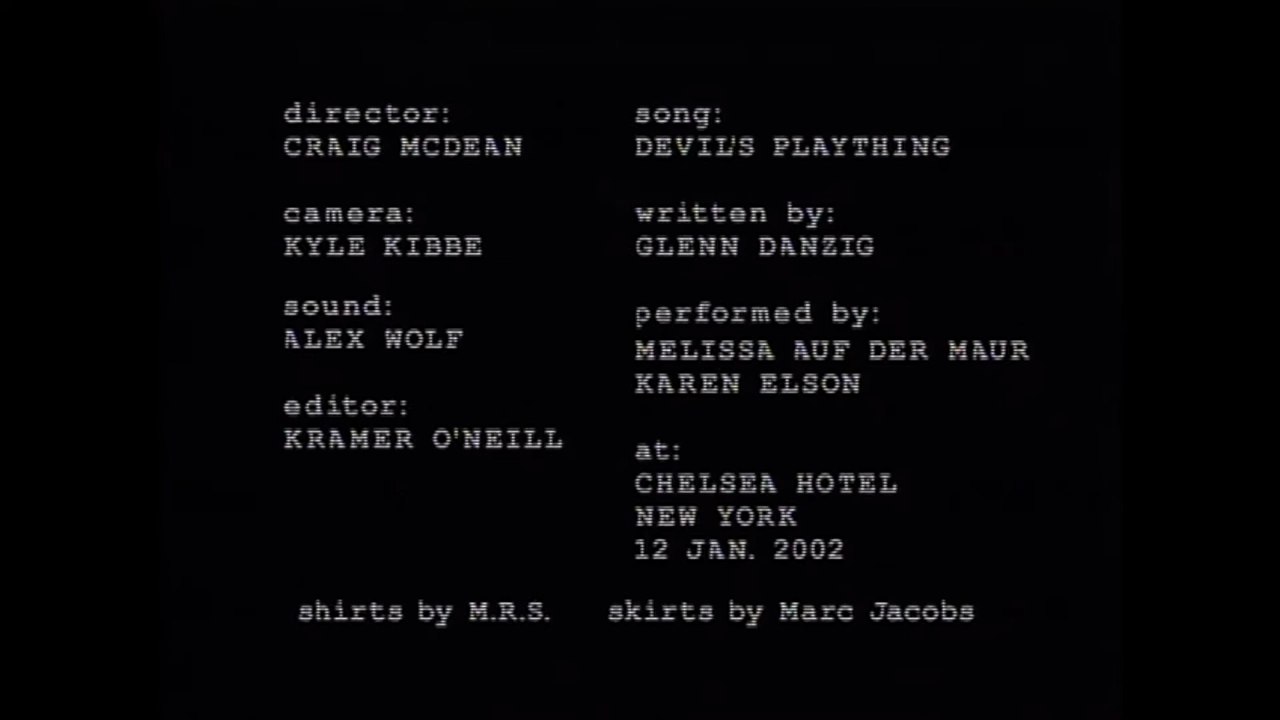 director:
CRAIG MCDEAN
camera:
KYLE KIBBE
sound:
ALEX WOLF
editor:
KRAMER O'NEILL
song:
DEVIL'S PLAYTHING
written by:
GLENN DANZIG
performed by:
MELISSA AUF DER MAUR
KAREN ELSON
at:
CHELSEA HOTEL
NEW YORK
12 JAN. 2002
shirts by M.R.S. skirts by Marc Jacobs